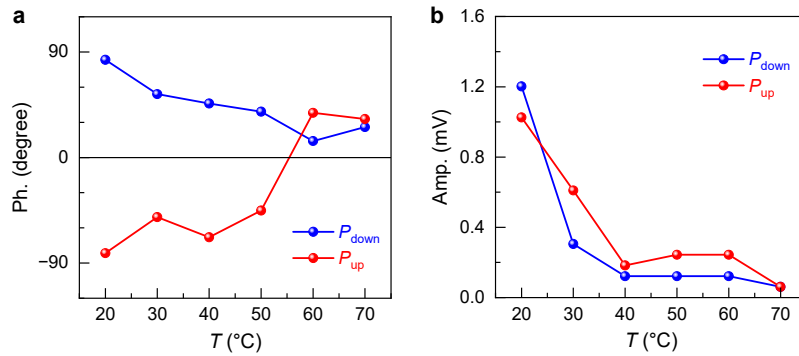 a
90
0
−90
Ph. (degree)
P_down
P_up
20 30 40 50 60 70
T (°C)
b
1.6
1.2
0.8
0.4
0.0
Amp. (mV)
P_down
P_up
20 30 40 50 60 70
T (°C)